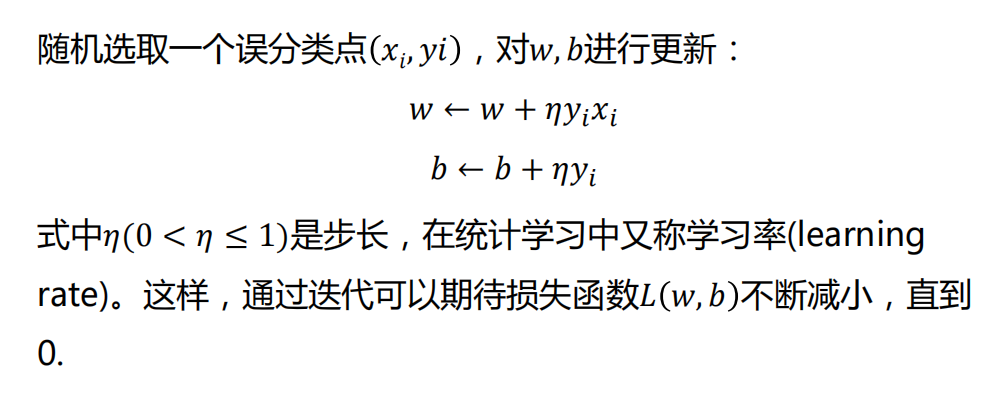 随机选取一个误分类点(xᵢ, yi)，对w, b进行更新：
w ← w + ηyᵢxᵢ
b ← b + ηyᵢ
式中η(0 < η ≤ 1)是步长，在统计学习中又称学习率(learning
rate)。这样，通过迭代可以期待损失函数L(w, b)不断减小，直到
0.